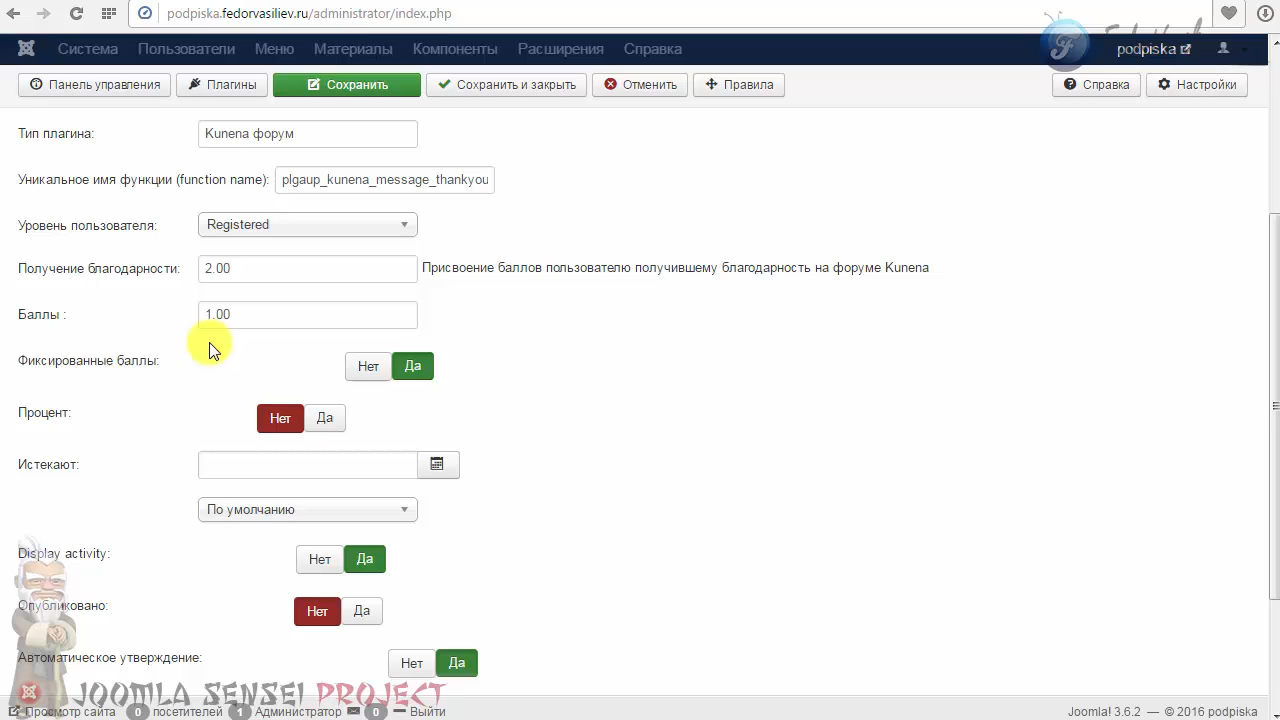 podpiska.fedorvasiliev.ru/administrator/index.php
Система Пользователи Меню Материалы Компоненты Расширения Справка podpiska
Панель управления Плагины Сохранить Сохранить и закрыть Отменить Правила Справка Настройки
Тип плагина: Kunena форум
Уникальное имя функции (function name): plgaup_kunena_message_thankyou
Уровень пользователя: Registered
Получение благодарности: 2.00 Присвоение баллов пользователю получившему благодарность на форуме Kunena
Баллы : 1.00
Фиксированные баллы: Нет Да
Процент: Нет Да
Истекают:
По умолчанию
Display activity: Нет Да
Опубликовано: Нет Да
Автоматическое утверждение: Нет Да
JOOMLA SENSEI PROJECT
Просмотр сайта 0 посетителей 1 Администратор 0 Выйти Joomla! 3.6.2 — © 2016 podpiska